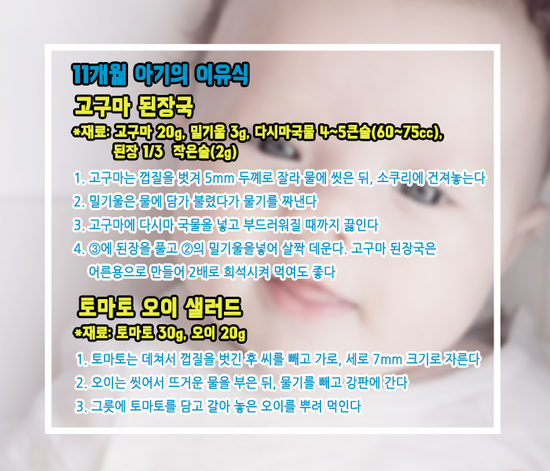 11개월 아기의 이유식
고구마 된장국
*재료: 고구마 20g, 밀기울 3g, 다시마국물 4~5큰술(60~75cc),
된장 1/3 작은술(2g)
1. 고구마는 껍질을 벗겨 5mm 두께로 잘라 물에 씻은 뒤, 소쿠리에 건져놓는다
2. 밀기울은 물에 담가 불렸다가 물기를 짜낸다
3. 고구마에 다시마 국물을 넣고 부드러워질 때까지 끓인다
4. ③에 된장을 풀고 ②의 밀기울을넣어 살짝 데운다. 고구마 된장국은
어른용으로 만들어 2배로 희석시켜 먹여도 좋다
토마토 오이 샐러드
*재료: 토마토 30g, 오이 20g
1. 토마토는 데쳐서 껍질을 벗긴 후 씨를 빼고 가로, 세로 7mm 크기로 자른다
2. 오이는 씻어서 뜨거운 물을 부은 뒤, 물기를 빼고 강판에 간다
3. 그릇에 토마토를 담고 갈아 놓은 오이를 뿌려 먹인다